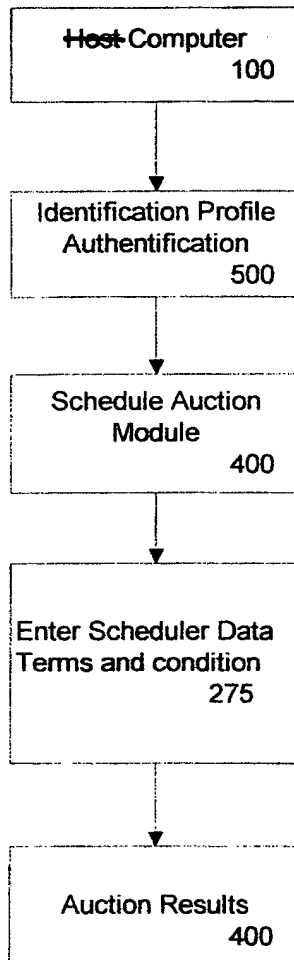 Host Computer
100
Identification Profile
Authentification
500
Schedule Auction
Module
400
Enter Scheduler Data
Terms and condition
275
Auction Results
400